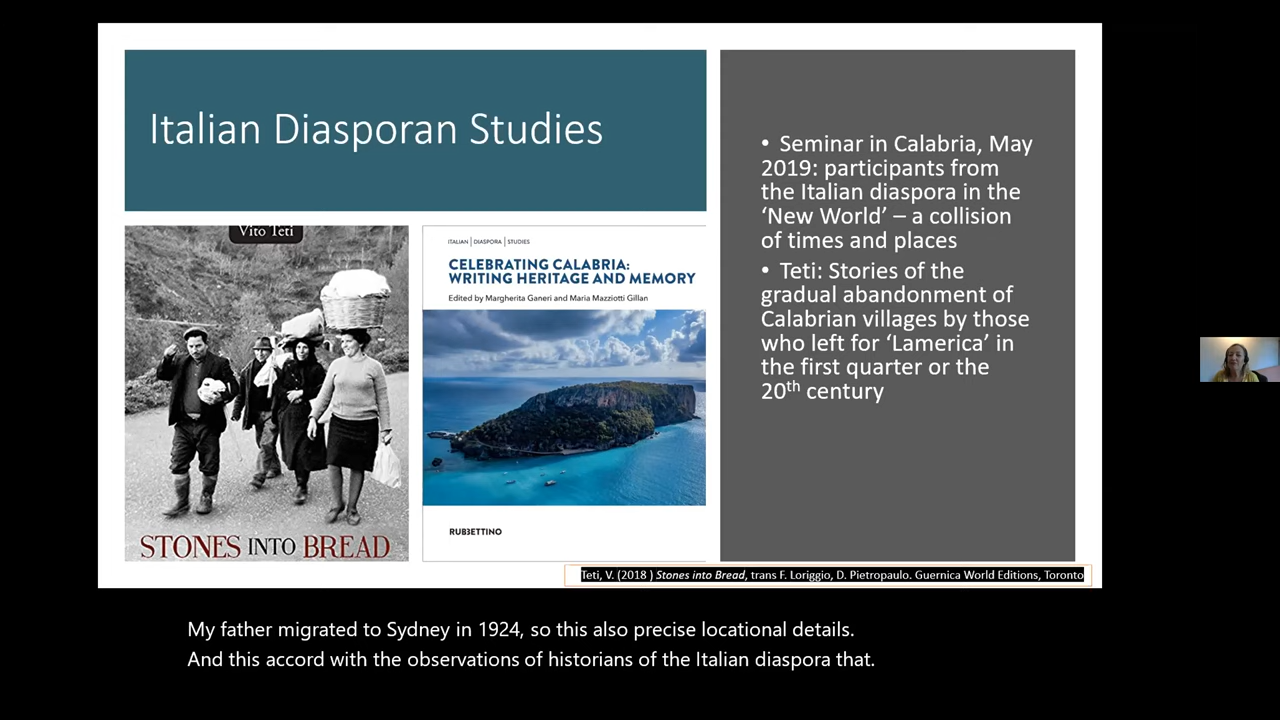 Italian Diasporan Studies
Vito Teti
STONES INTO BREAD
ITALIAN | DIASPORA | STUDIES
CELEBRATING CALABRIA:
WRITING HERITAGE AND MEMORY
Edited by Margherita Ganeri and Maria Mazziotti Gillan
RUBBETTINO
• Seminar in Calabria, May
2019: participants from
the Italian diaspora in the
‘New World’ – a collision
of times and places
• Teti: Stories of the
gradual abandonment of
Calabrian villages by those
who left for ‘Lamerica’ in
the first quarter or the
20th century
Teti, V. (2018 ) Stones into Bread, trans F. Loriggio, D. Pietropaulo. Guernica World Editions, Toronto
My father migrated to Sydney in 1924, so this also precise locational details.
And this accord with the observations of historians of the Italian diaspora that.